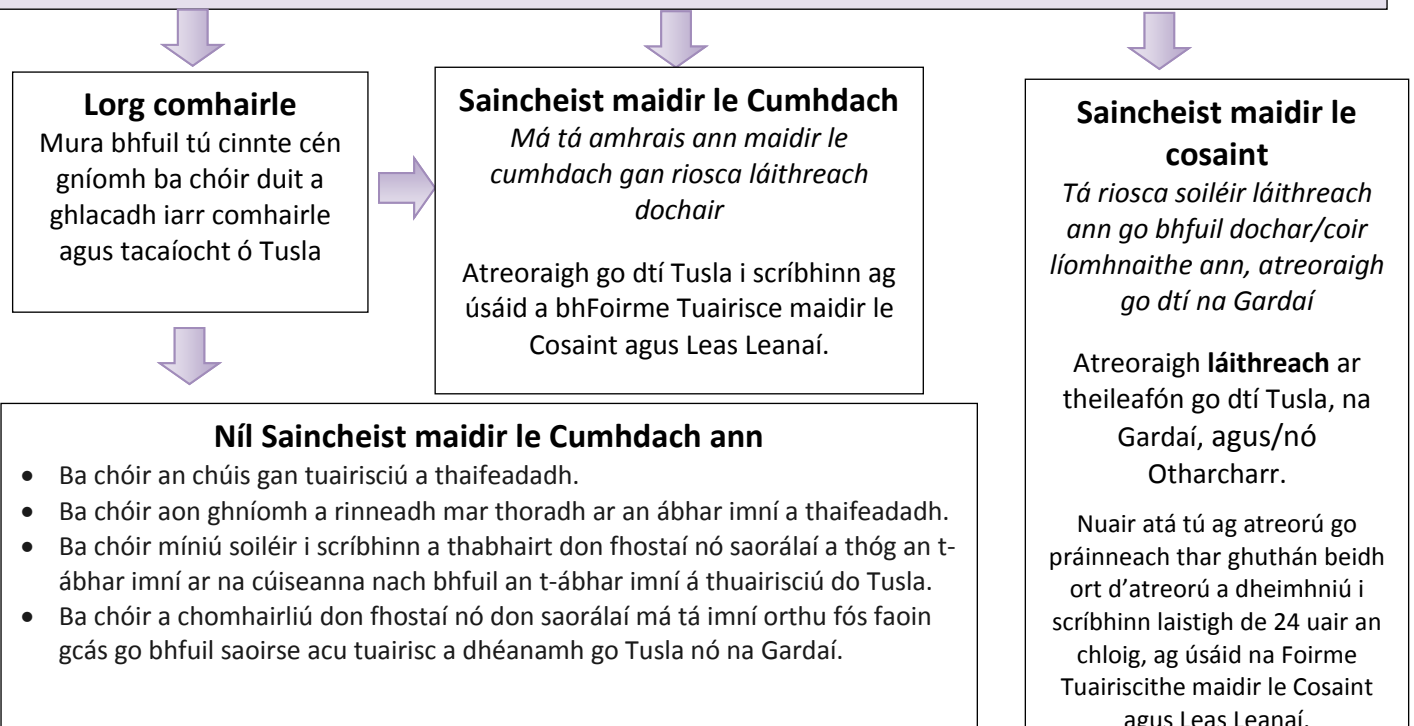 Lorg comhairle
Mura bhfuil tú cinnte cén
gníomh ba chóir duit a
ghlacadh iarr comhairle
agus tacaíocht ó Tusla
Saincheist maidir le Cumhdach
Má tá amhrais ann maidir le
cumhdach gan riosca láithreach
dochair
Atreoraigh go dtí Tusla i scríbhinn ag
úsáid a bhFoirme Tuairisce maidir le
Cosaint agus Leas Leanaí.
Saincheist maidir le
cosaint
Tá riosca soiléir láithreach
ann go bhfuil dochar/coir
líomhnaithe ann, atreoraigh
go dtí na Gardaí
Atreoraigh láithreach ar
theileafón go dtí Tusla, na
Gardaí, agus/nó
Otharcharr.
Nuair atá tú ag atreorú go
práinneach thar ghuthán beidh
ort d'atreorú a dheimhniú i
scríbhinn laistigh de 24 uair an
chloig, ag úsáid na Foirme
Tuairiscithe maidir le Cosaint
agus Leas Leanaí.
Níl Saincheist maidir le Cumhdach ann
• Ba chóir an chúis gan tuairisciú a thaifeadadh.
• Ba chóir aon ghníomh a rinneadh mar thoradh ar an ábhar imní a thaifeadadh.
• Ba chóir míniú soiléir i scríbhinn a thabhairt don fhostaí nó saorálaí a thóg an t-
ábhar imní ar na cúiseanna nach bhfuil an t-ábhar imní á thuairisciú do Tusla.
• Ba chóir a chomhairliú don fhostaí nó don saorálaí má tá imní orthu fós faoin
gcás go bhfuil saoirse acu tuairisc a dhéanamh go Tusla nó na Gardaí.